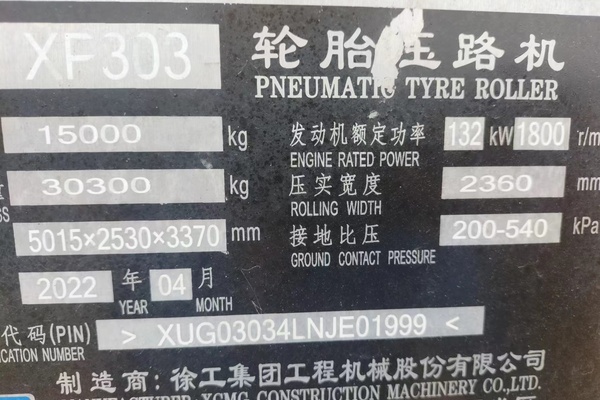 XF303 轮胎压路机
PNEUMATIC TYRE ROLLER
15000 kg 发动机额定功率 132 kW 1800 r/m
ENGINE RATED POWER
30300 kg 压实宽度 2360 mm
ROLLING WIDTH
5015×2530×3370 mm 接地比压 200-540 kPa
GROUND CONTACT PRESSURE
2022 年 04 月
YEAR MONTH
代码(PIN) > XUG03034LNJE01999 <
CATION NUMBER
制造商:徐工集团工程机械股份有限公司
MANUFACTURER:XCMG CONSTRUCTION MACHINERY CO.,LTD.